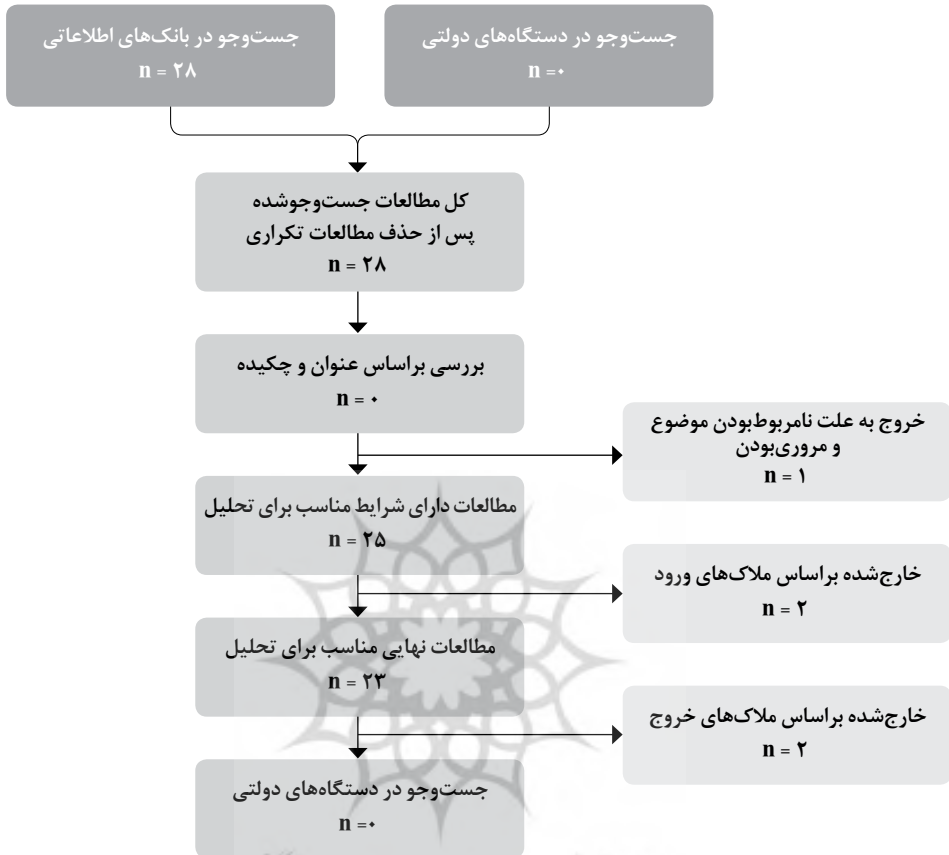 جست‌وجو در دستگاه‌های دولتی
n =۰
جست‌وجو در بانک‌های اطلاعاتی
n = ۲۸
کل مطالعات جست‌وجوشده
پس از حذف مطالعات تکراری
n = ۲۸
بررسی براساس عنوان و چکیده
n = ۰
خروج به علت نامربوط‌بودن موضوع
و مروری‌بودن
n = ۱
مطالعات دارای شرایط مناسب برای تحلیل
n = ۲۵
خارج‌شده براساس ملاک‌های ورود
n = ۲
مطالعات نهایی مناسب برای تحلیل
n = ۲۳
خارج‌شده براساس ملاک‌های خروج
n = ۲
جست‌وجو در دستگاه‌های دولتی
n =۰